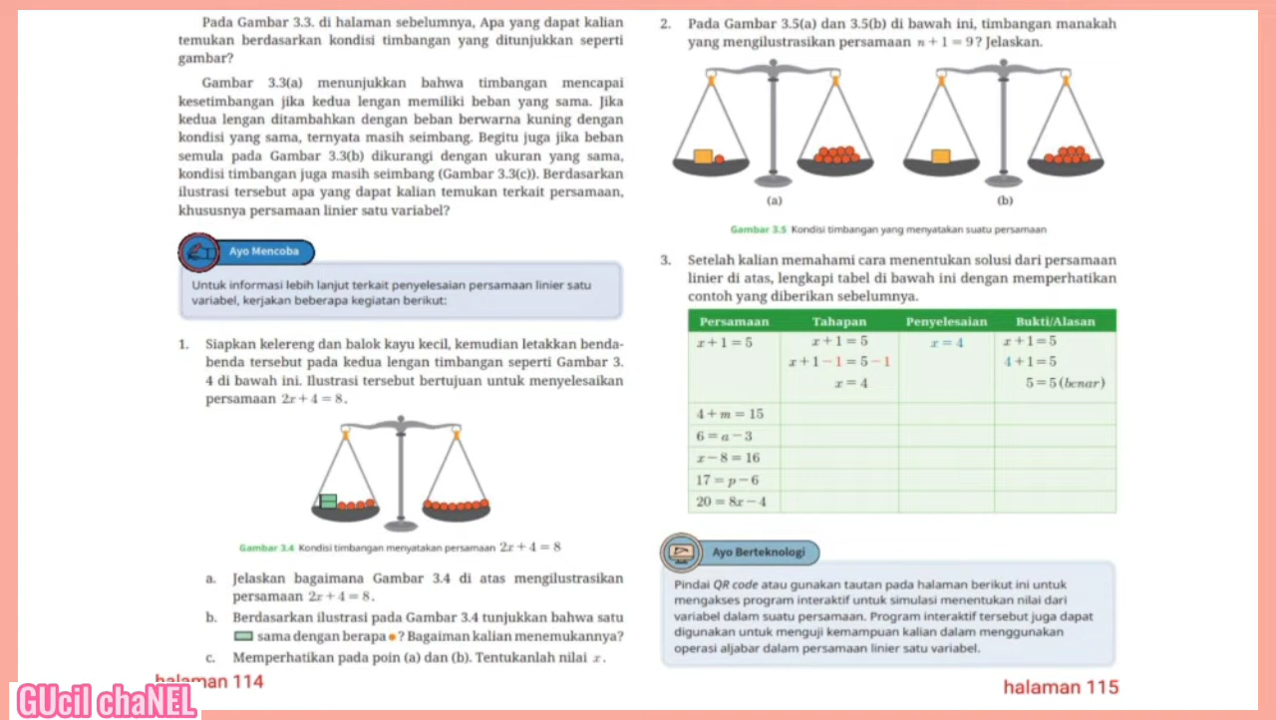 Pada Gambar 3.3. di halaman sebelumnya, Apa yang dapat kalian
temukan berdasarkan kondisi timbangan yang ditunjukkan seperti
gambar?
Gambar 3.3(a) menunjukkan bahwa timbangan mencapai
kesetimbangan jika kedua lengan memiliki beban yang sama. Jika
kedua lengan ditambahkan dengan beban berwarna kuning dengan
kondisi yang sama, ternyata masih seimbang. Begitu juga jika beban
semula pada Gambar 3.3(b) dikurangi dengan ukuran yang sama,
kondisi timbangan juga masih seimbang (Gambar 3.3(c)). Berdasarkan
ilustrasi tersebut apa yang dapat kalian temukan terkait persamaan,
khususnya persamaan linier satu variabel?
Ayo Mencoba
Untuk informasi lebih lanjut terkait penyelesaian persamaan linier satu
variabel, kerjakan beberapa kegiatan berikut:
1. Siapkan kelereng dan balok kayu kecil, kemudian letakkan benda-
benda tersebut pada kedua lengan timbangan seperti Gambar 3.
4 di bawah ini. Ilustrasi tersebut bertujuan untuk menyelesaikan
persamaan 2x + 4 = 8.
Gambar 3.4 Kondisi timbangan menyatakan persamaan 2x + 4 = 8
a. Jelaskan bagaimana Gambar 3.4 di atas mengilustrasikan
persamaan 2x + 4 = 8.
b. Berdasarkan ilustrasi pada Gambar 3.4 tunjukkan bahwa satu
sama dengan berapa ? Bagaiman kalian menemukannya?
c. Memperhatikan pada poin (a) dan (b). Tentukanlah nilai x.
halaman 114
GUcil chaNEL
2. Pada Gambar 3.5(a) dan 3.5(b) di bawah ini, timbangan manakah
yang mengilustrasikan persamaan n + 1 = 9? Jelaskan.
(a) (b)
Gambar 3.5 Kondisi timbangan yang menyatakan suatu persamaan
3. Setelah kalian memahami cara menentukan solusi dari persamaan
linier di atas, lengkapi tabel di bawah ini dengan memperhatikan
contoh yang diberikan sebelumnya.
Persamaan Tahapan Penyelesaian Bukti/Alasan
x + 1 = 5 x + 1 = 5 x = 4 x + 1 = 5
x + 1 − 1 = 5 − 1 4 + 1 = 5
x = 4 5 = 5 (benar)
4 + m = 15
6 = a − 3
x − 8 = 16
17 = p − 6
20 = 8x − 4
Ayo Berteknologi
Pindai QR code atau gunakan tautan pada halaman berikut ini untuk
mengakses program interaktif untuk simulasi menentukan nilai dari
variabel dalam suatu persamaan. Program interaktif tersebut juga dapat
digunakan untuk menguji kemampuan kalian dalam menggunakan
operasi aljabar dalam persamaan linier satu variabel.
halaman 115